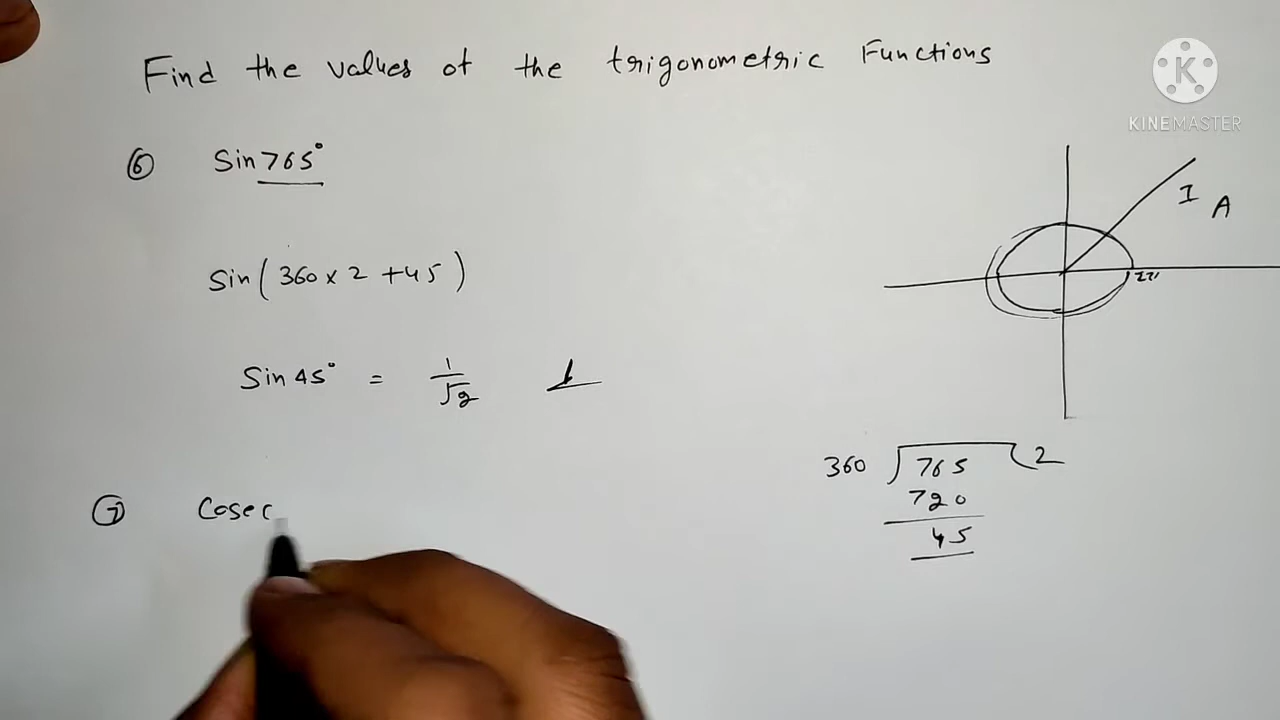 Find the values of the trigonometric Functions
K
KINEMASTER
⑥ Sin 765°
I A
Sin(360 × 2 + 45)
Sin 45° = 1/√2
360 765 2
720
45
⑦ Cosec